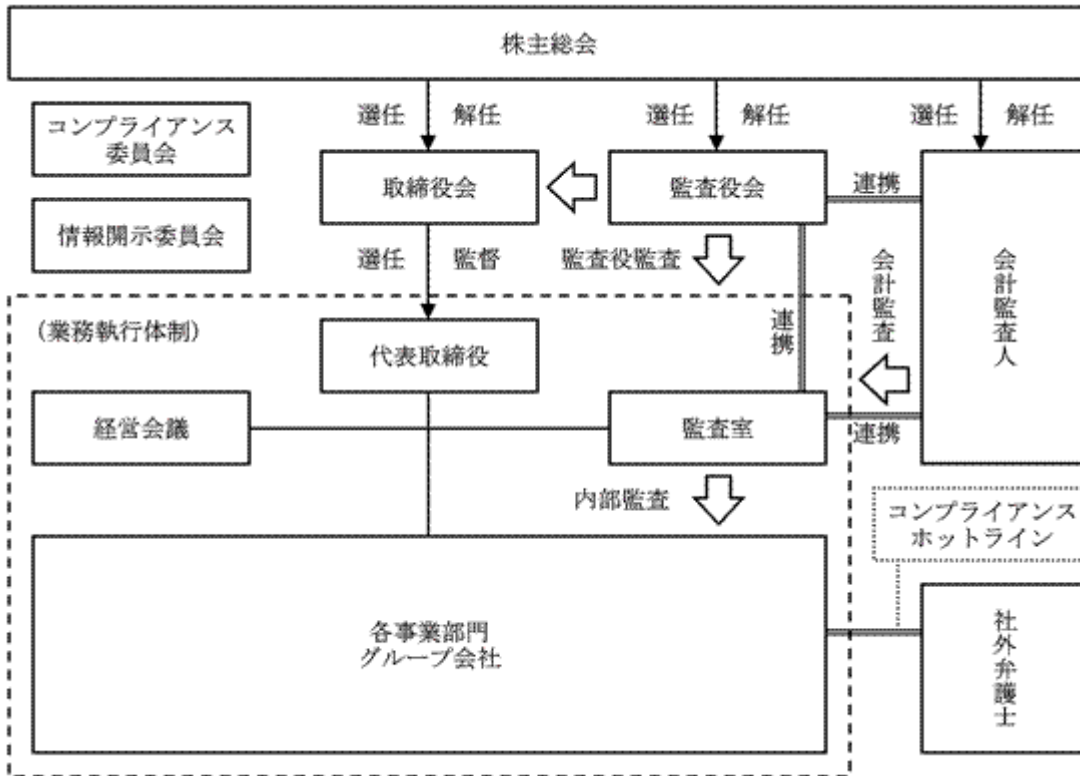 株主総会
選任
解任
選任
解任
選任
解任
コンプライアンス
委員会
取締役会
監査役会
連携
会計監査人
情報開示委員会
選任
監督
監査役監査
会計監査
連携
(業務執行体制)
代表取締役
経営会議
監査室
連携
内部監査
コンプライアンス
ホットライン
各事業部門
グループ会社
社外弁護士